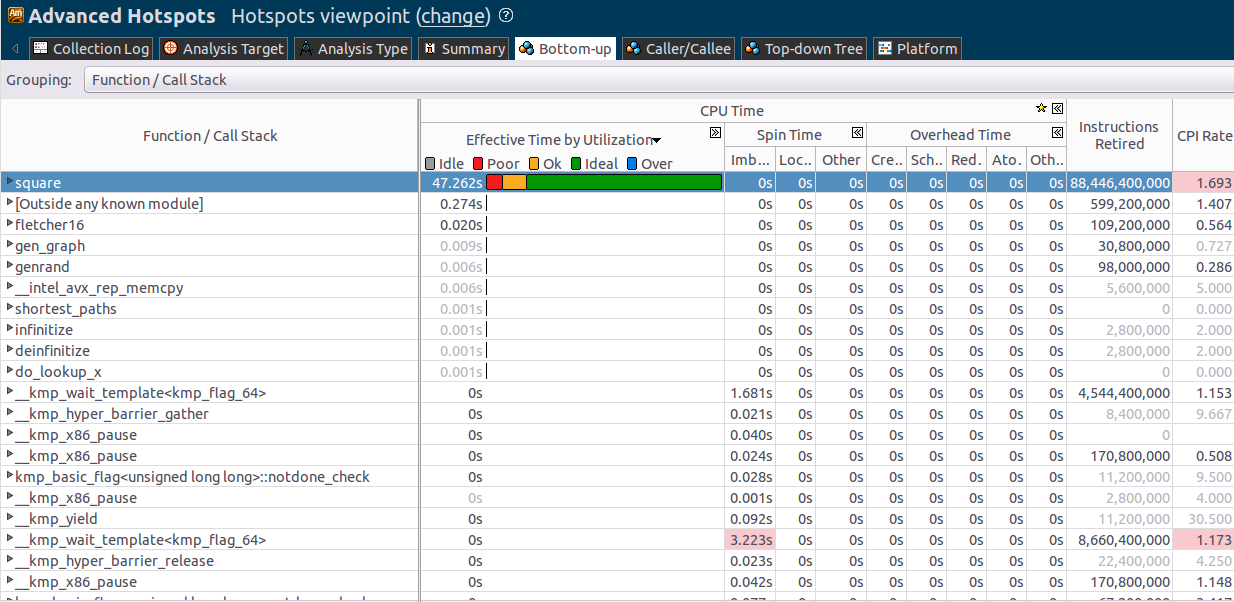 Am Advanced Hotspots Hotspots viewpoint (change) ?
Collection Log Analysis Target Analysis Type Summary Bottom-up Caller/Callee Top-down Tree Platform
Grouping: Function / Call Stack
CPU Time
Function / Call Stack Effective Time by Utilization Spin Time Overhead Time Instructions Retired CPI Rate
Idle Poor Ok Ideal Over Imb... Loc.. Other Cre.. Sch.. Red. Ato. Oth..
square 47.262s 0s 0s 0s 0s 0s 0s 0s 0s 88,446,400,000 1.693
[Outside any known module] 0.274s 0s 0s 0s 0s 0s 0s 0s 0s 599,200,000 1.407
fletcher16 0.020s 0s 0s 0s 0s 0s 0s 0s 0s 109,200,000 0.564
gen_graph 0.009s 0s 0s 0s 0s 0s 0s 0s 0s 30,800,000 0.727
genrand 0.006s 0s 0s 0s 0s 0s 0s 0s 0s 98,000,000 0.286
__intel_avx_rep_memcpy 0.006s 0s 0s 0s 0s 0s 0s 0s 0s 5,600,000 5.000
shortest_paths 0.001s 0s 0s 0s 0s 0s 0s 0s 0s 0 0.000
infinitize 0.001s 0s 0s 0s 0s 0s 0s 0s 0s 2,800,000 2.000
deinfinitize 0.001s 0s 0s 0s 0s 0s 0s 0s 0s 2,800,000 2.000
do_lookup_x 0.001s 0s 0s 0s 0s 0s 0s 0s 0s 0 0.000
__kmp_wait_template<kmp_flag_64> 0s 1.681s 0s 0s 0s 0s 0s 0s 0s 4,544,400,000 1.153
__kmp_hyper_barrier_gather 0s 0.021s 0s 0s 0s 0s 0s 0s 0s 8,400,000 9.667
__kmp_x86_pause 0s 0.040s 0s 0s 0s 0s 0s 0s 0s 0
__kmp_x86_pause 0s 0.024s 0s 0s 0s 0s 0s 0s 0s 170,800,000 0.508
kmp_basic_flag<unsigned long long>::notdone_check 0s 0.028s 0s 0s 0s 0s 0s 0s 0s 11,200,000 9.500
__kmp_x86_pause 0s 0.001s 0s 0s 0s 0s 0s 0s 0s 2,800,000 4.000
__kmp_yield 0s 0.092s 0s 0s 0s 0s 0s 0s 0s 11,200,000 30.500
__kmp_wait_template<kmp_flag_64> 0s 3.223s 0s 0s 0s 0s 0s 0s 0s 8,660,400,000 1.173
__kmp_hyper_barrier_release 0s 0.023s 0s 0s 0s 0s 0s 0s 0s 22,400,000 4.250
__kmp_x86_pause 0s 0.042s 0s 0s 0s 0s 0s 0s 0s 170,800,000 1.148